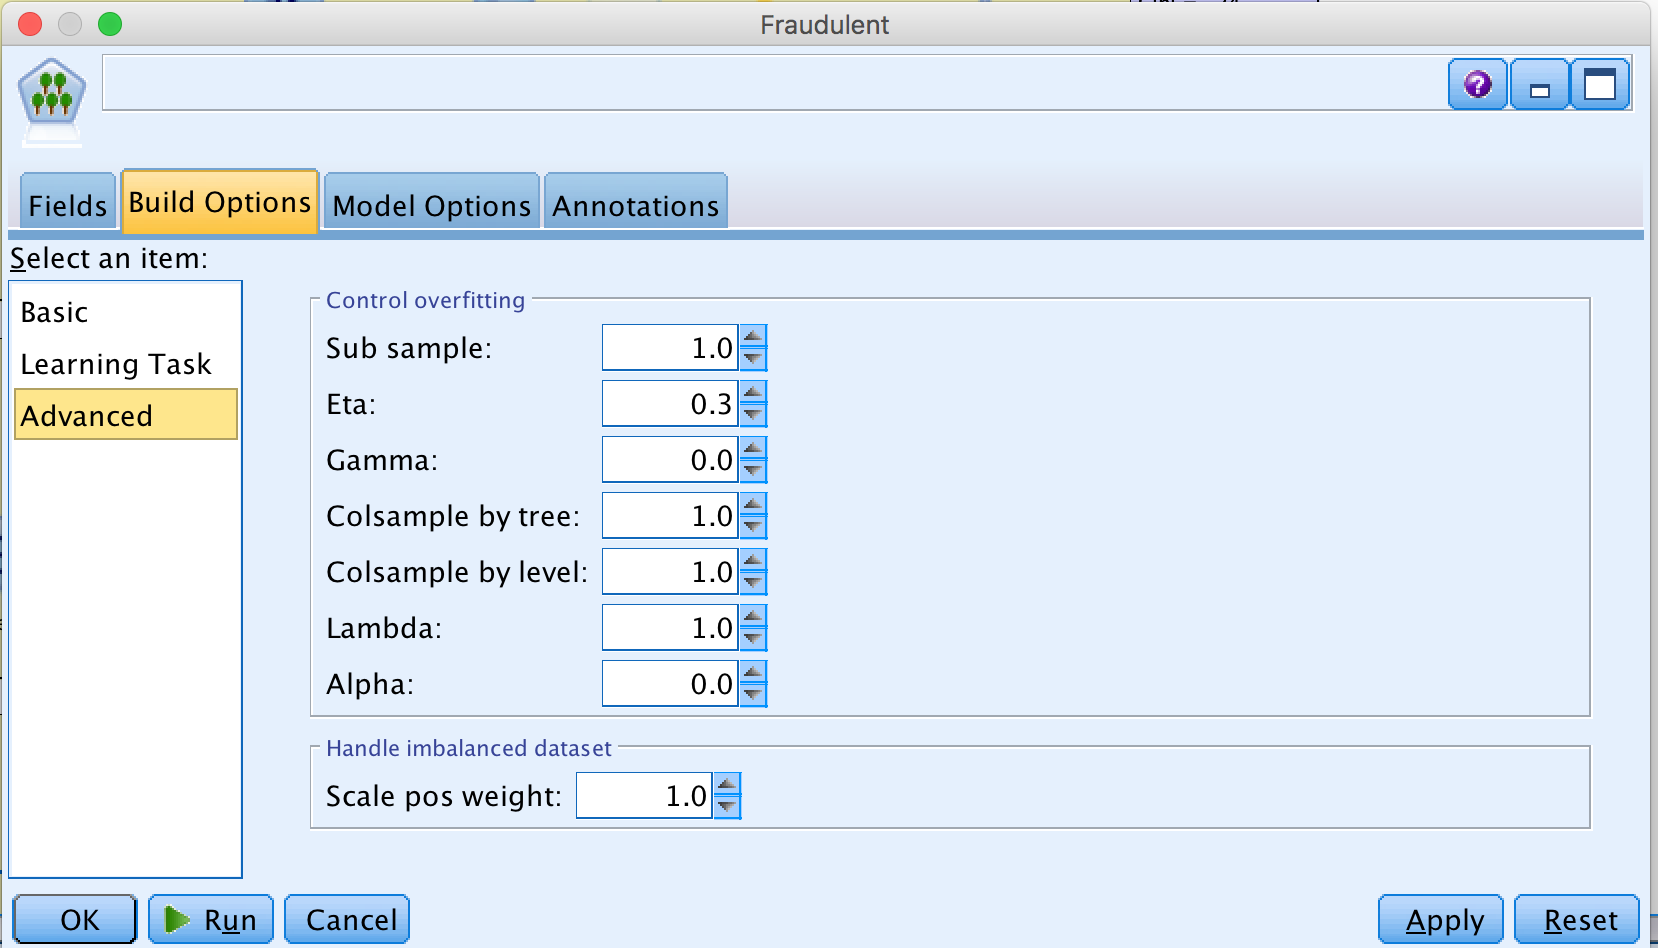 Fraudulent
Fields
Build Options
Model Options
Annotations
Select an item:
Basic
Learning Task
Advanced
Control overfitting
Sub sample: 1.0
Eta: 0.3
Gamma: 0.0
Colsample by tree: 1.0
Colsample by level: 1.0
Lambda: 1.0
Alpha: 0.0
Handle imbalanced dataset
Scale pos weight: 1.0
OK
Run
Cancel
Apply
Reset